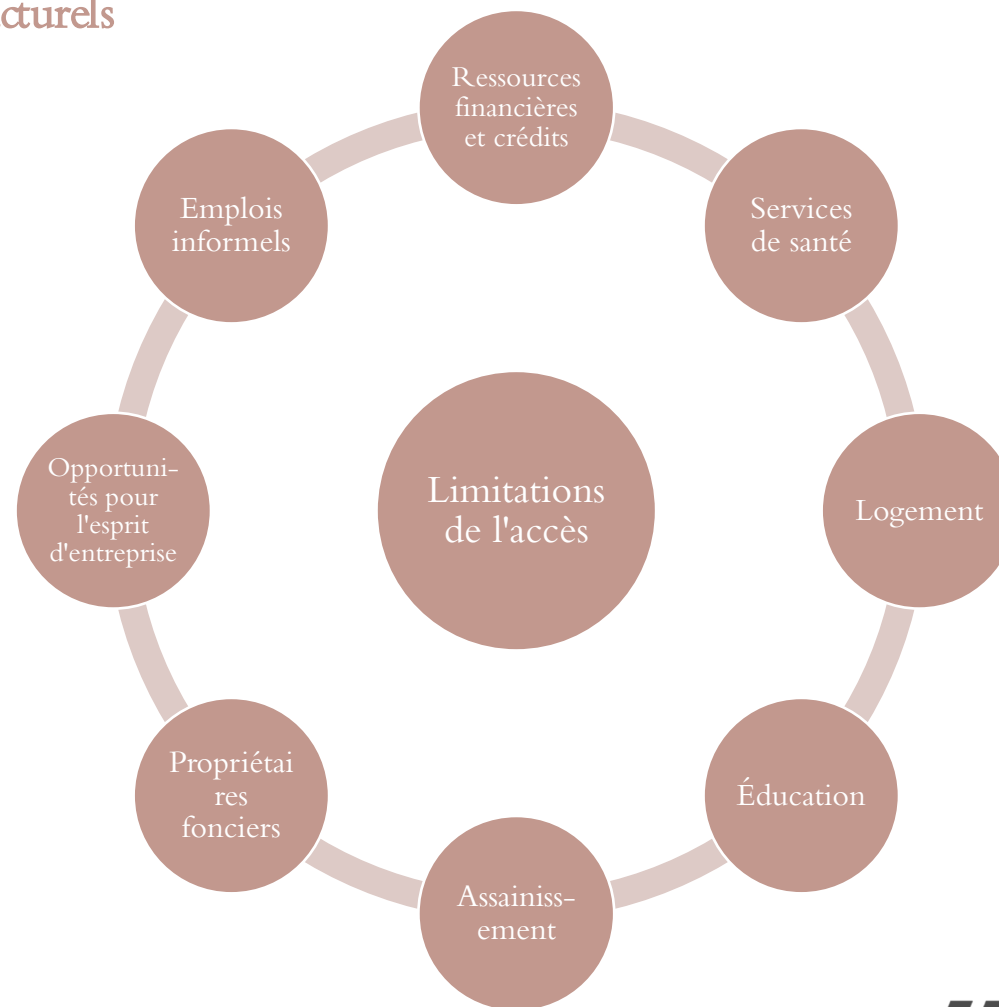 cturels
Ressources
financières
et crédits
Services
de santé
Logement
Éducation
Assainiss-
ement
Propriétai
res
fonciers
Opportuni-
tés pour
l'esprit
d'entreprise
Emplois
informels
Limitations
de l'accès